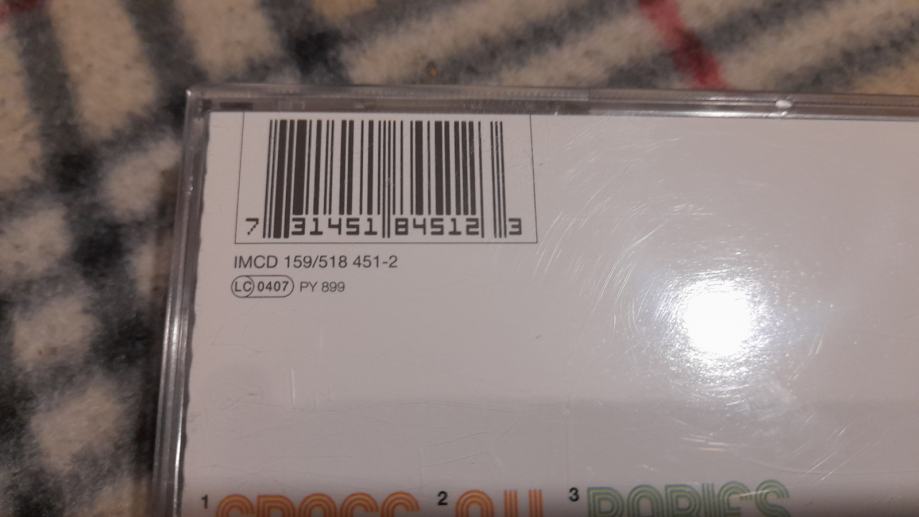 7 31451 84512 3
IMCD 159/518 451-2
LC 0407 PY 899
1 2 3